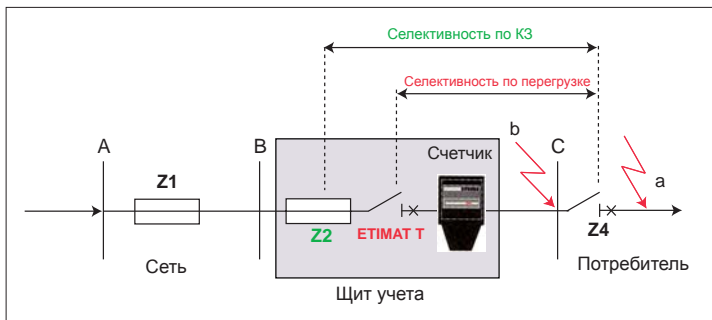 Селективность по КЗ
Селективность по перегрузке
A
B
b
C
Счетчик
a
Z1
Z2
ETIMAT T
Z4
Сеть
Потребитель
Щит учета